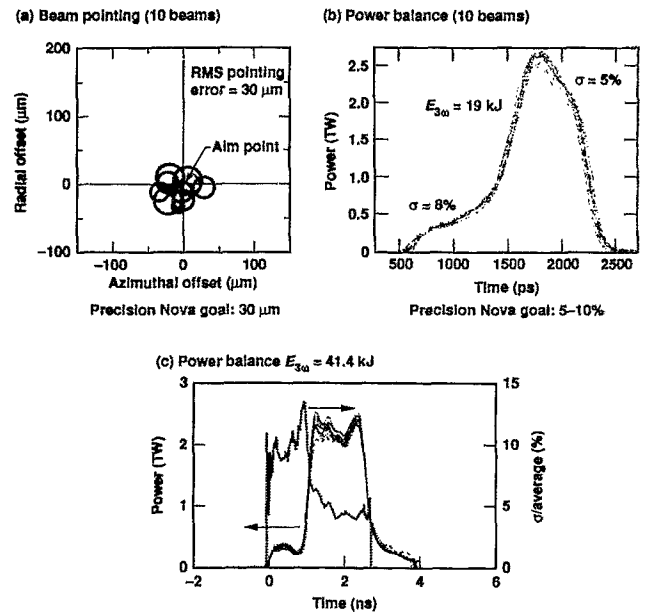 (a) Beam pointing (10 beams)
200
100
0
−100
Radial offset (μm)
RMS pointing
error = 30 μm
Aim point
−100
0
100
Azimuthal offset (μm)
Precision Nova goal: 30 μm
(b) Power balance (10 beams)
2.5
2.0
1.5
1.0
0.5
0.0
Power (TW)
E3ω = 19 kJ
σ = 5%
σ = 8%
500
1000
1500
2000
2500
Time (ps)
Precision Nova goal: 5–10%
(c) Power balance E3ω = 41.4 kJ
3
2
1
0
Power (TW)
15
10
5
0
σ/average (%)
−2
0
2
4
6
Time (ns)